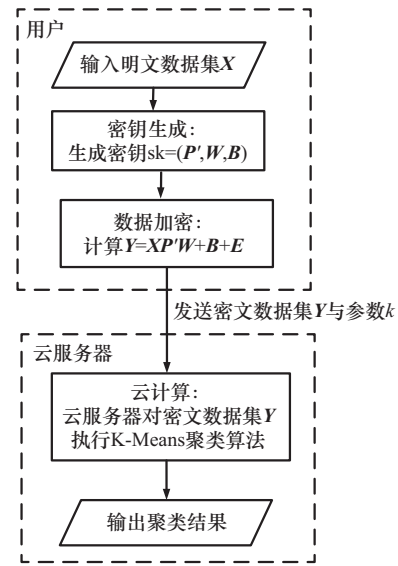 用户
输入明文数据集X
密钥生成：
生成密钥sk=(P′,W,B)
数据加密：
计算Y=XP′W+B+E
发送密文数据集Y与参数k
云服务器
云计算：
云服务器对密文数据集Y
执行K-Means聚类算法
输出聚类结果